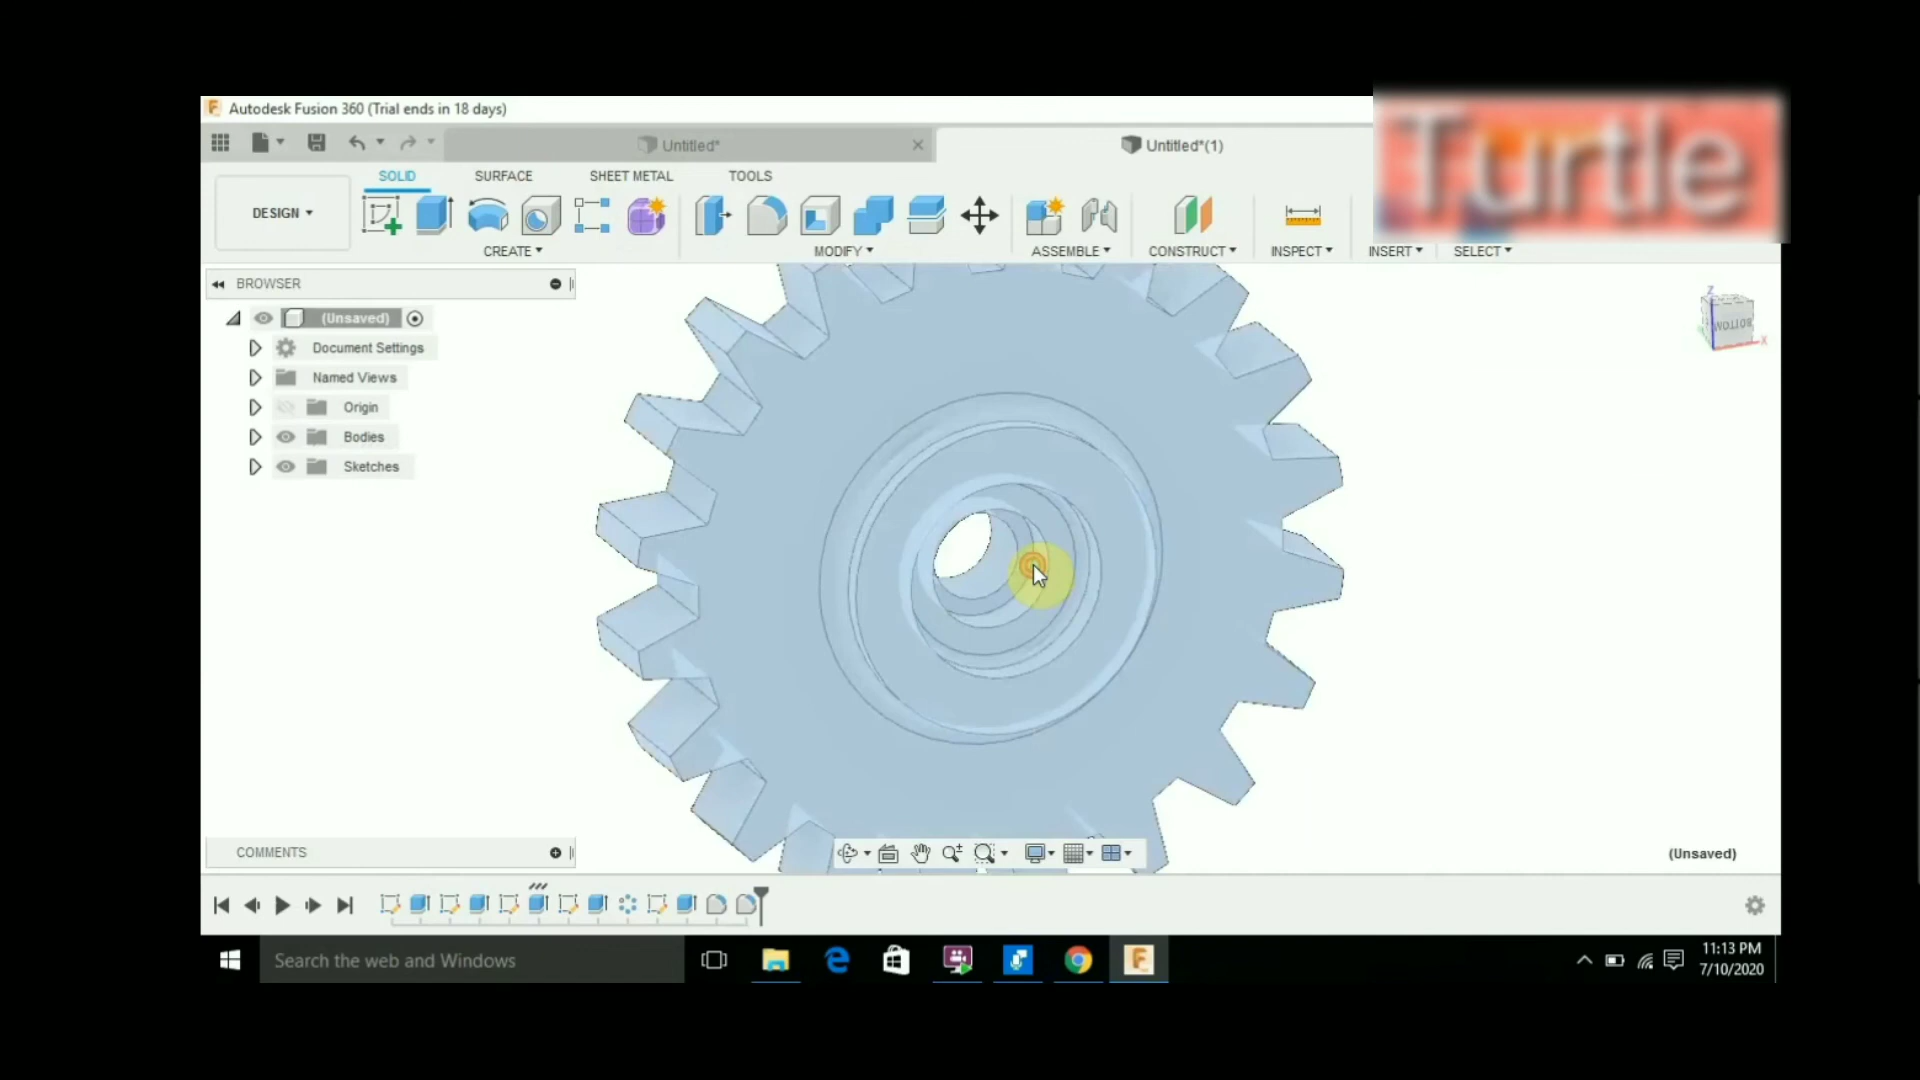 Autodesk Fusion 360 (Trial ends in 18 days)
Turtle
Untitled*
Untitled*(1)
SOLID
SURFACE
SHEET METAL
TOOLS
DESIGN
CREATE
MODIFY
ASSEMBLE
CONSTRUCT
INSPECT
INSERT
SELECT
BROWSER
(Unsaved)
Document Settings
Named Views
Origin
Bodies
Sketches
Z
BOTTOM
X
COMMENTS
(Unsaved)
Search the web and Windows
11:13 PM
7/10/2020